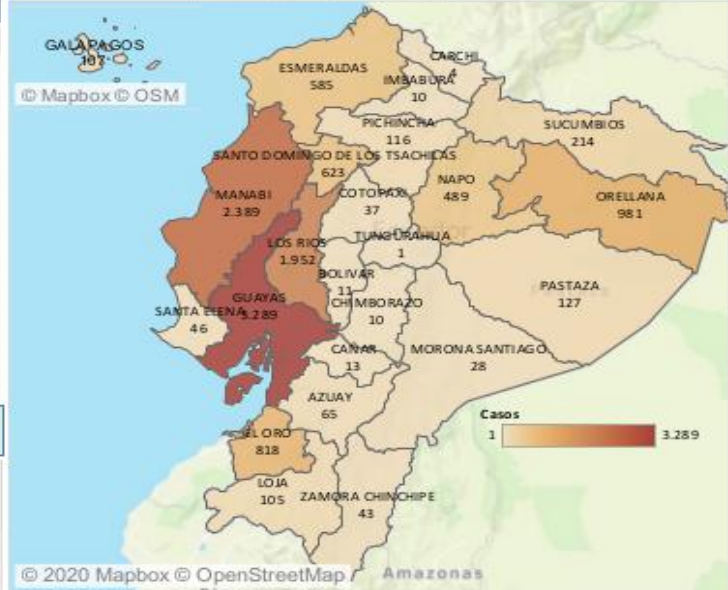 GALAPAGOS
107
© Mapbox © OSM
ESMERALDAS
585
CARCHI
4
IMBABURA
10
PICHINCHA
116
SUCUMBIOS
214
SANTO DOMINGO DE LOS TSACHILAS
623
MANABI
2.389
COTOPAXI
37
NAPO
489
ORELLANA
981
TUNGURAHUA
1
LOS RIOS
1.952
BOLIVAR
11
PASTAZA
127
GUAYAS
3.289
CHIMBORAZO
10
SANTA ELENA
46
CAÑAR
13
MORONA SANTIAGO
28
AZUAY
65
Casos
1
3.289
EL ORO
818
LOJA
105
ZAMORA CHINCHIPE
43
© 2020 Mapbox © OpenStreetMap
Amazonas